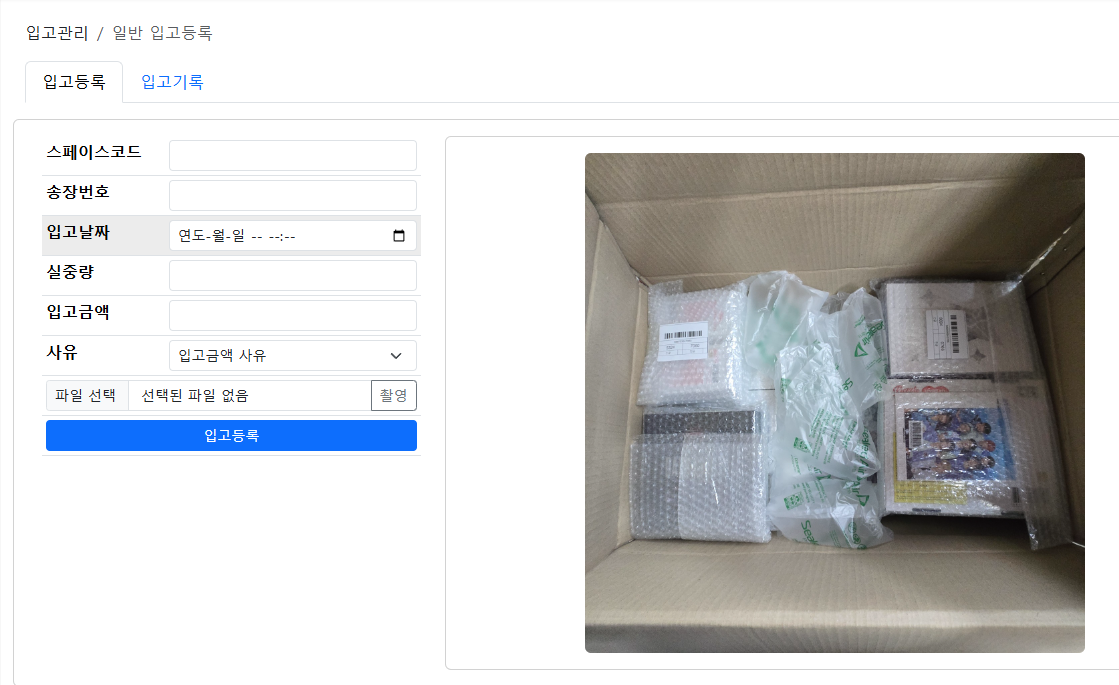 입고관리 / 일반 입고등록
입고등록 입고기록
스페이스코드
송장번호
입고날짜 연도-월-일 -- --:--
실중량
입고금액
사유 입고금액 사유
파일 선택 선택된 파일 없음 촬영
입고등록